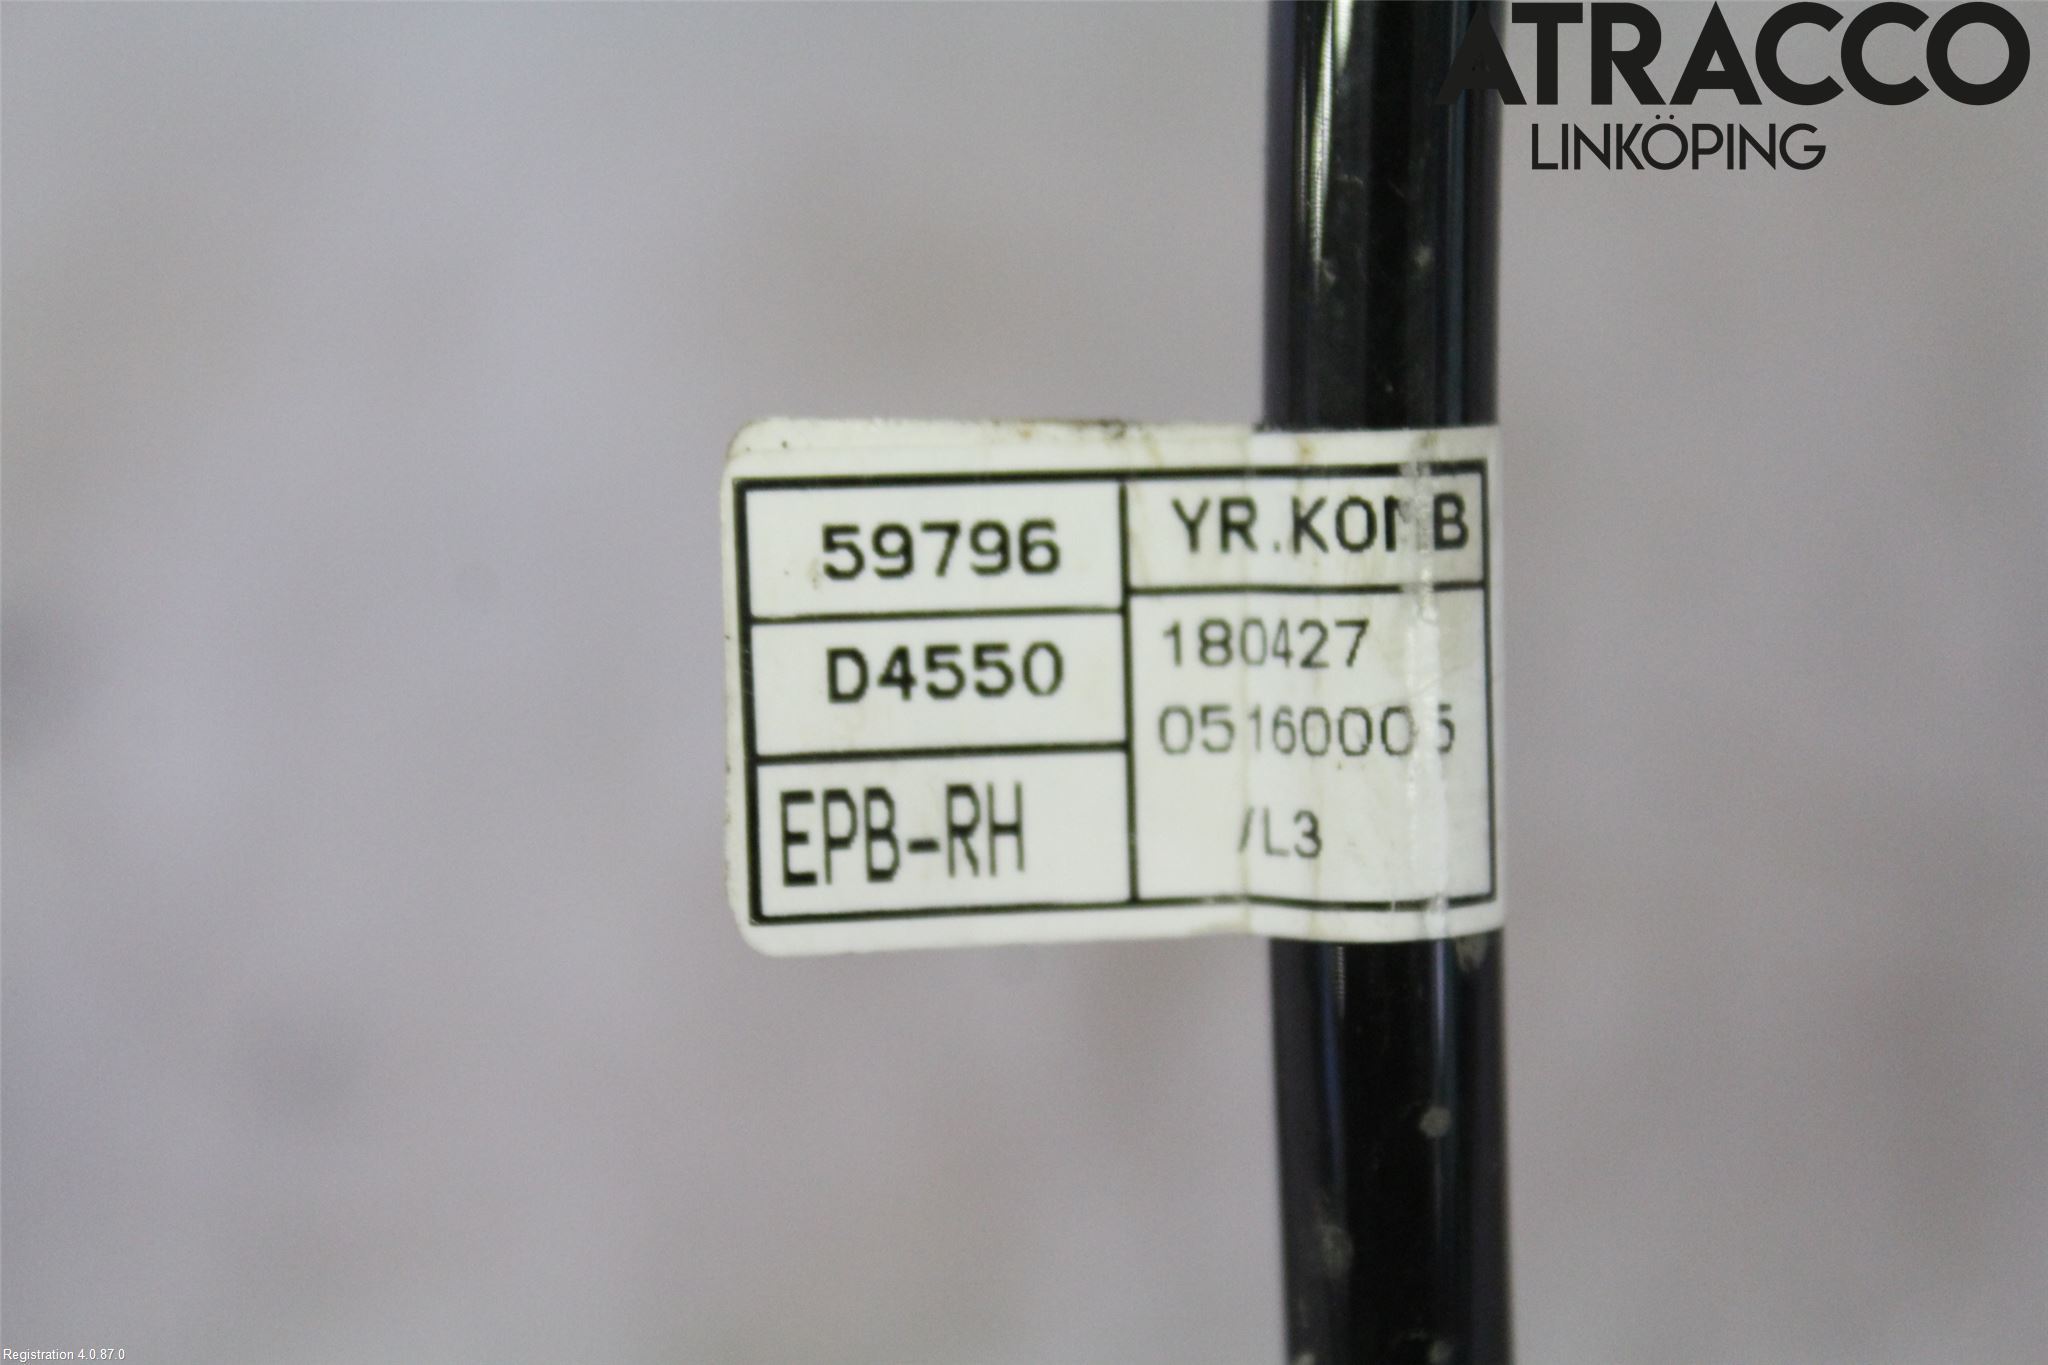 ATRACCO
LINKÖPING
59796
D4550
EPB-RH
YR.KOMB
180427
/L3
Registration 4.0.87.0